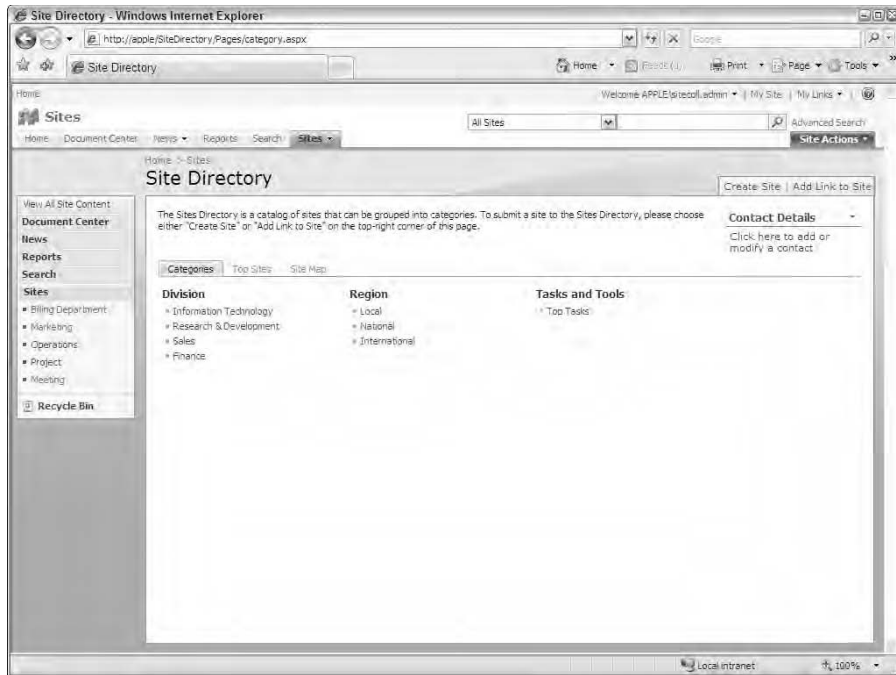 Site Directory - Windows Internet Explorer
http://apple/SiteDirectory/Pages/category.aspx
Google
Site Directory
Home
Feeds (J)
Print
Page
Tools
Home
Welcome APPLE\sitecoll.admin
| My Site
| My Links
|
Sites
All Sites
Advanced Search
Home
Document Center
News
Reports
Search
Sites
Site Actions
Home > Sites
Site Directory
Create Site | Add Link to Site
View All Site Content
Document Center
News
Reports
Search
Sites
Billing Department
Marketing
Operations
Project
Meeting
Recycle Bin
The Sites Directory is a catalog of sites that can be grouped into categories. To submit a site to the Sites Directory, please choose
either "Create Site" or "Add Link to Site" on the top-right corner of this page.
Contact Details
Click here to add or
modify a contact
Categories
Top Sites
Site Map
Division
Information Technology
Research & Development
Sales
Finance
Region
Local
National
International
Tasks and Tools
Top Tasks
Local intranet
100%